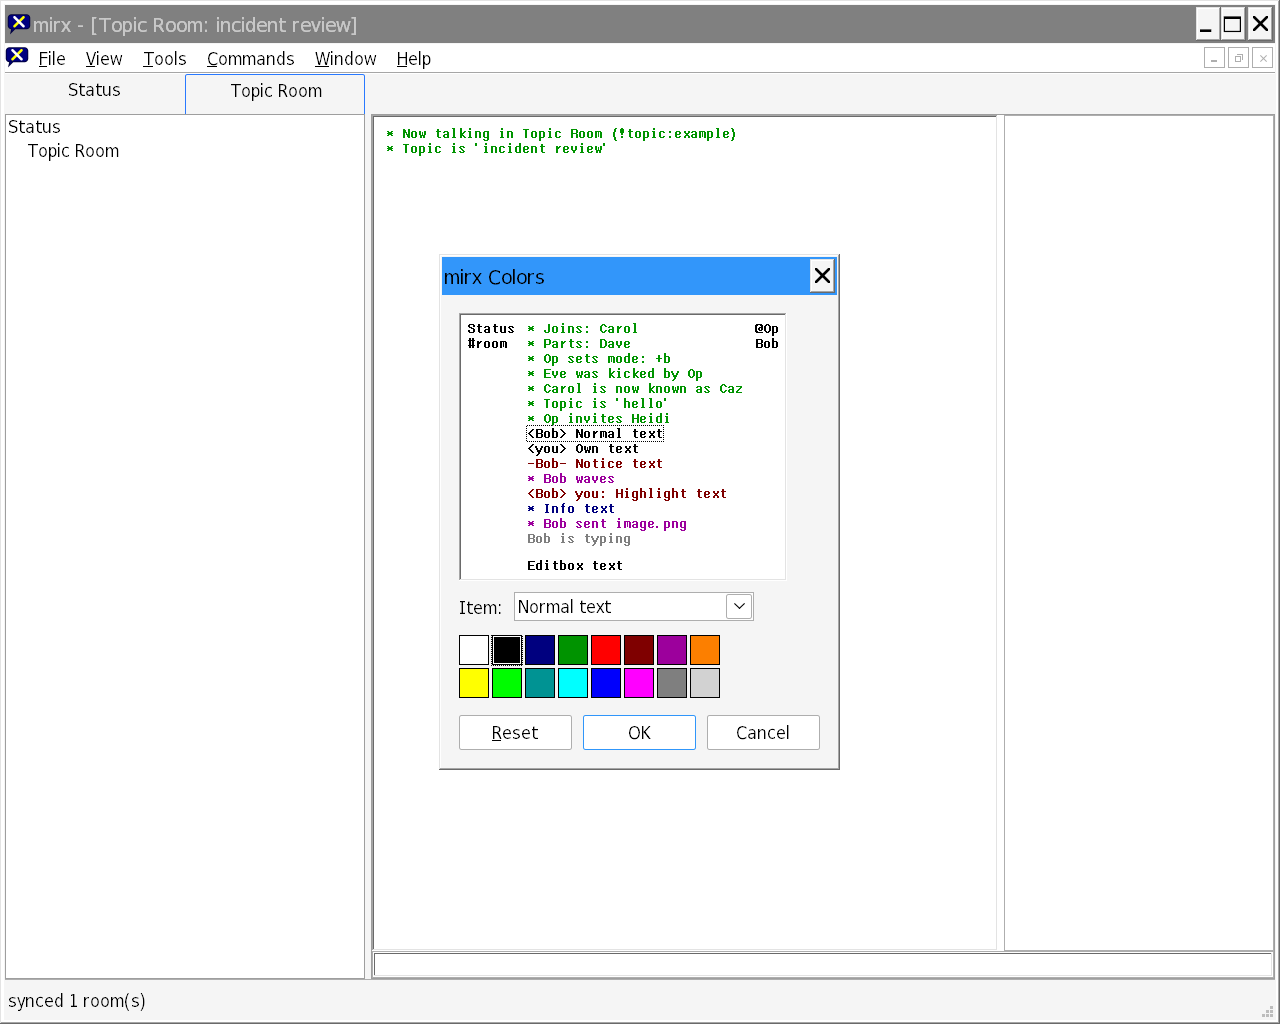 mirx - [Topic Room: incident review]
File View Tools Commands Window Help
Status Topic Room
Status
Topic Room
* Now talking in Topic Room (!topic:example)
* Topic is 'incident review'
mirx Colors
Status * Joins: Carol @Op
#room * Parts: Dave Bob
* Op sets mode: +b
* Eve was kicked by Op
* Carol is now known as Caz
* Topic is 'hello'
* Op invites Heidi
<Bob> Normal text
<you> Own text
-Bob- Notice text
* Bob waves
<Bob> you: Highlight text
* Info text
* Bob sent image.png
Bob is typing
Editbox text
Item: Normal text
Reset OK Cancel
synced 1 room(s)